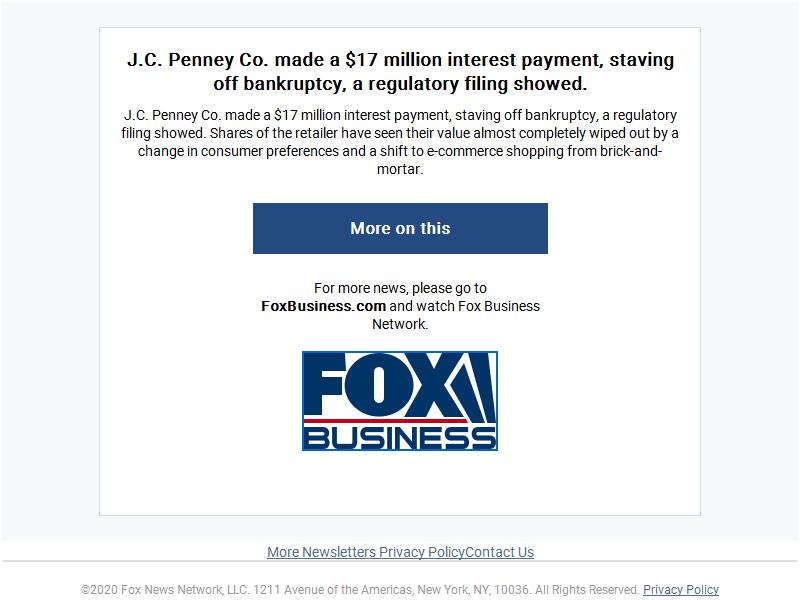 J.C. Penney Co. made a $17 million interest payment, staving
off bankruptcy, a regulatory filing showed.
J.C. Penney Co. made a $17 million interest payment, staving off bankruptcy, a regulatory
filing showed. Shares of the retailer have seen their value almost completely wiped out by a
change in consumer preferences and a shift to e-commerce shopping from brick-and-
mortar.
More on this
For more news, please go to
FoxBusiness.com and watch Fox Business
Network.
FOX
BUSINESS
More Newsletters Privacy PolicyContact Us
©2020 Fox News Network, LLC. 1211 Avenue of the Americas, New York, NY, 10036. All Rights Reserved. Privacy Policy